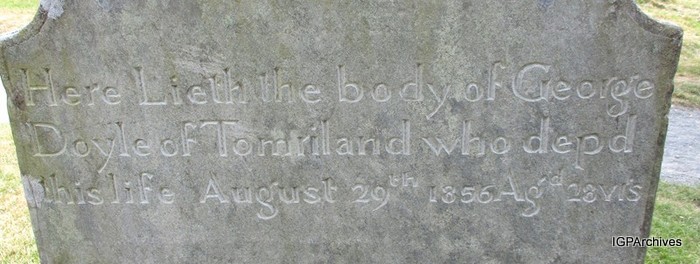 Here Lieth the body of George
Doyle of Tomriland who depd
this life August 29th 1856 Agd 28 yrs
IGPArchives